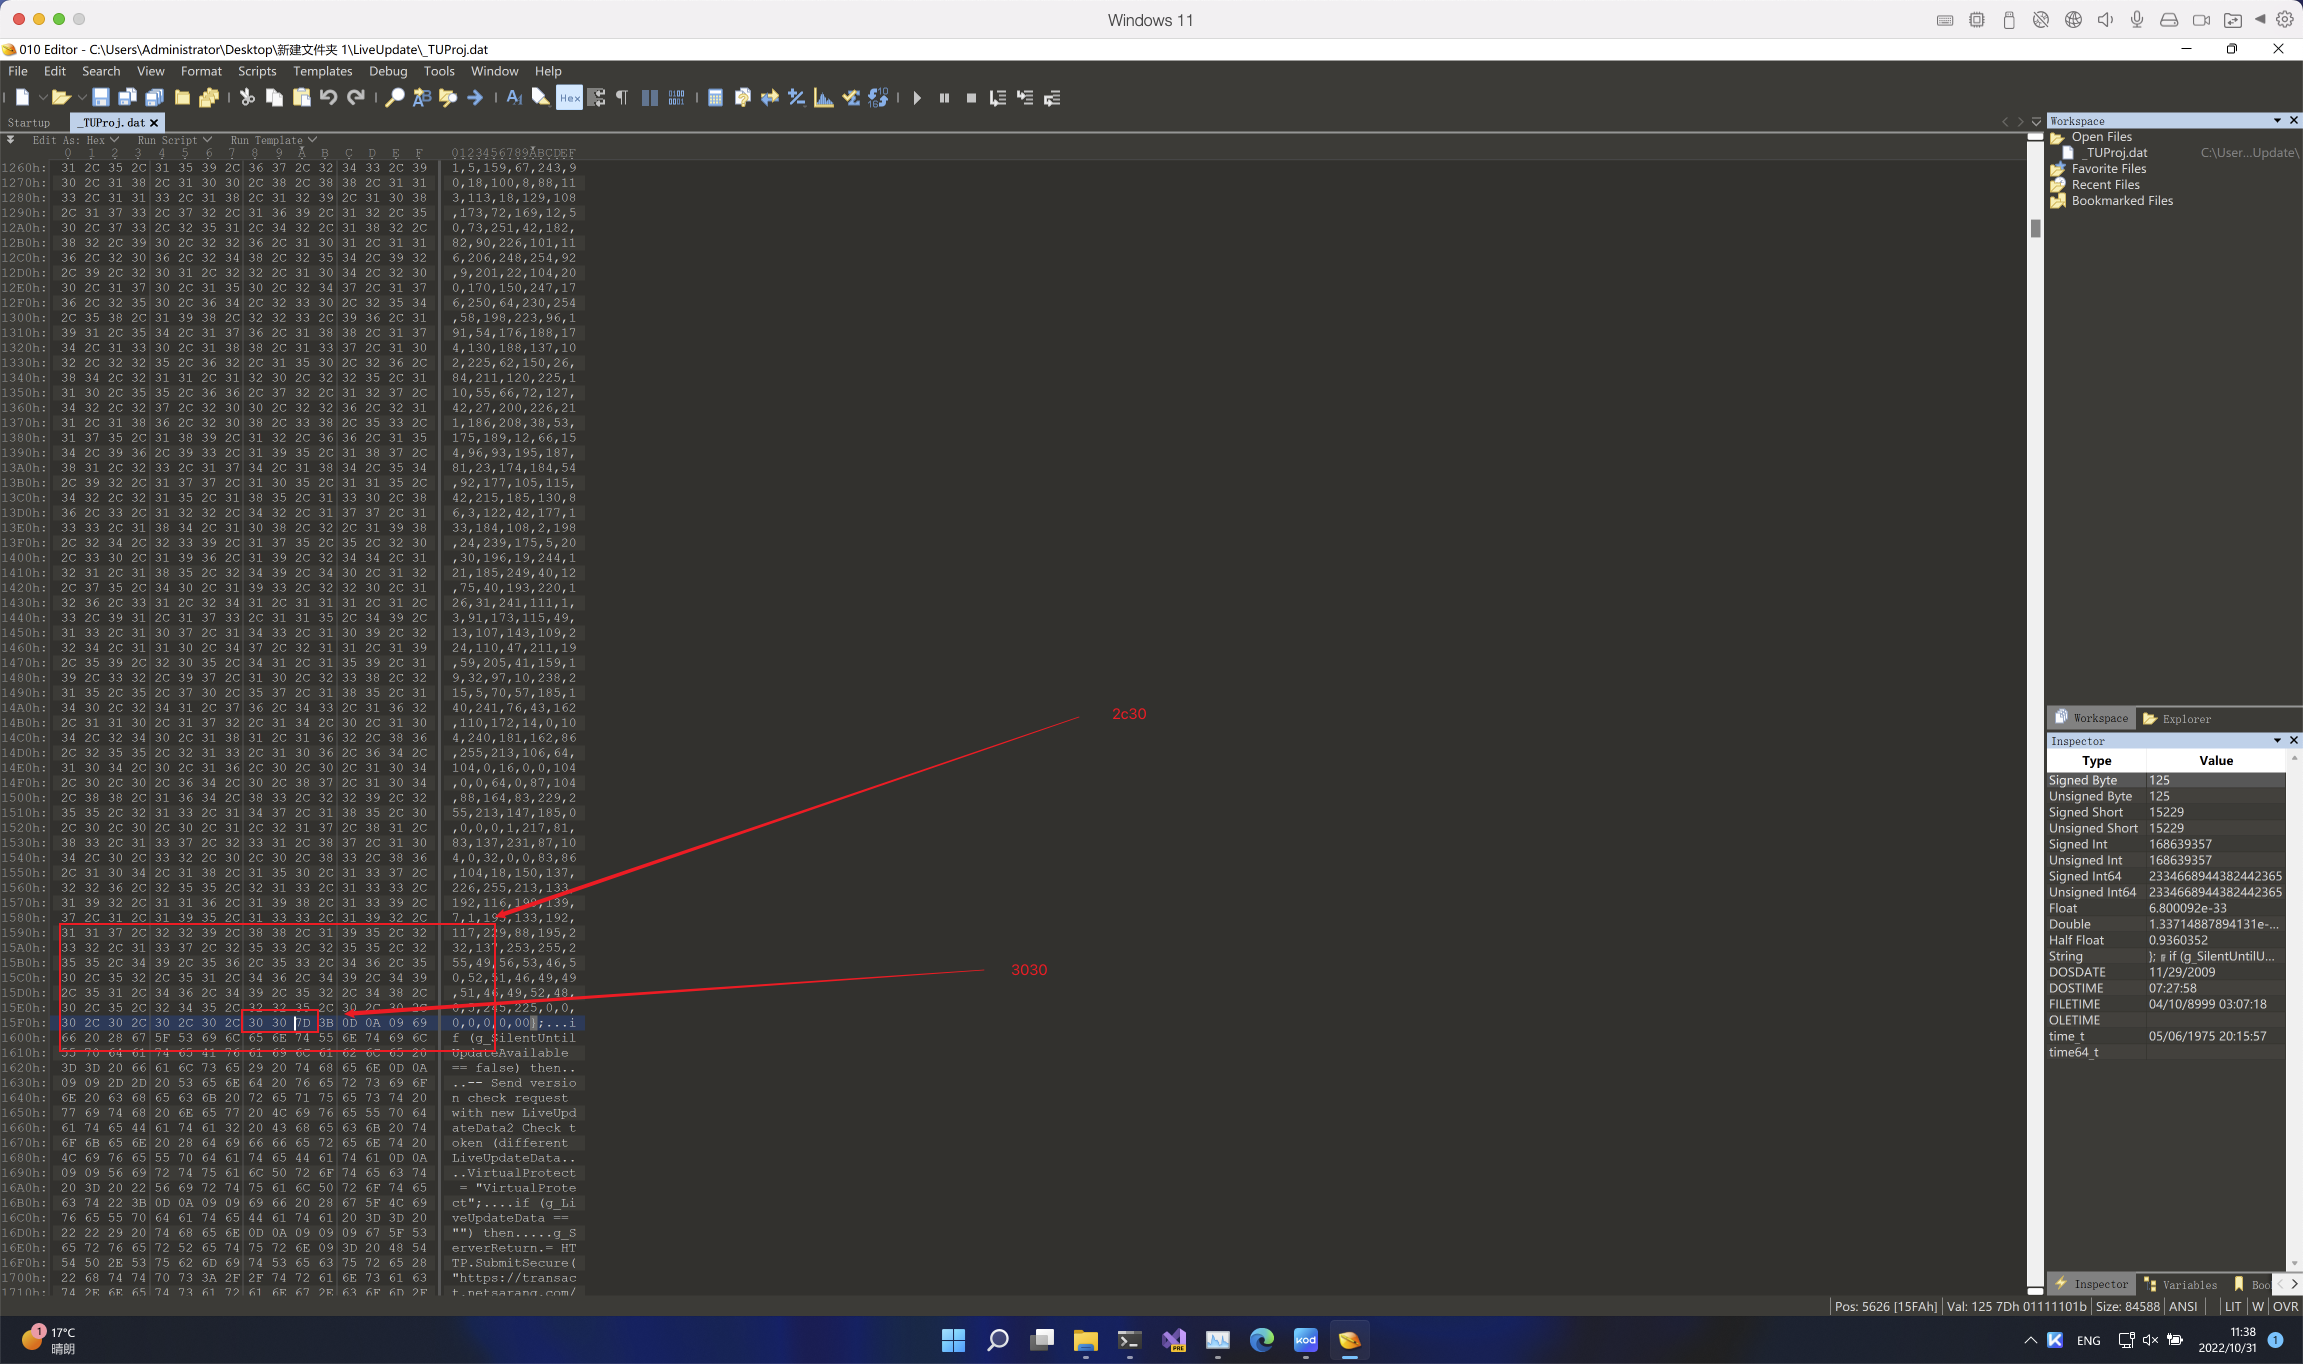 Windows 11
010 Editor - C:\Users\Administrator\Desktop\新建文件夹 1\LiveUpdate\_TUProj.dat
File Edit Search View Format Scripts Templates Debug Tools Window Help
Startup _TUProj.dat
Edit As: Hex Run Script Run Template
0 1 2 3 4 5 6 7 8 9 A B C D E F 0123456789ABCDEF
1260h: 31 2C 35 2C 31 35 39 2C 36 37 2C 32 34 33 2C 39 1,5,159,67,243,9
1270h: 30 2C 31 38 2C 31 30 30 2C 38 2C 38 38 2C 31 31 0,18,100,8,88,11
1280h: 33 2C 31 31 33 2C 31 38 2C 31 32 39 2C 31 30 38 3,113,18,129,108
1290h: 2C 31 37 33 2C 37 32 2C 31 36 39 2C 31 32 2C 35 ,173,72,169,12,5
12A0h: 30 2C 37 33 2C 32 35 31 2C 34 32 2C 31 38 32 2C 0,73,251,42,182,
12B0h: 38 32 2C 39 30 2C 32 32 36 2C 31 30 31 2C 31 31 82,90,226,101,11
12C0h: 36 2C 32 30 36 2C 32 34 38 2C 32 35 34 2C 39 32 6,206,248,254,92
12D0h: 2C 39 2C 32 30 31 2C 32 32 2C 31 30 34 2C 32 30 ,9,201,22,104,20
12E0h: 30 2C 31 37 30 2C 31 35 30 2C 32 34 37 2C 31 37 0,170,150,247,17
12F0h: 36 2C 32 35 30 2C 36 34 2C 32 33 30 2C 32 35 34 6,250,64,230,254
1300h: 2C 35 38 2C 31 39 38 2C 32 32 33 2C 39 36 2C 31 ,58,198,223,96,1
1310h: 39 31 2C 35 34 2C 31 37 36 2C 31 38 38 2C 31 37 91,54,176,188,17
1320h: 34 2C 31 33 30 2C 31 38 38 2C 31 33 37 2C 31 30 4,130,188,137,10
1330h: 32 2C 32 32 35 2C 36 32 2C 31 35 30 2C 32 36 2C 2,225,62,150,26,
1340h: 38 34 2C 32 31 31 2C 31 32 30 2C 32 32 35 2C 31 84,211,120,225,1
1350h: 31 30 2C 35 35 2C 36 36 2C 37 32 2C 31 32 37 2C 10,55,66,72,127,
1360h: 34 32 2C 32 37 2C 32 30 30 2C 32 32 36 2C 32 31 42,27,200,226,21
1370h: 31 2C 31 38 36 2C 32 30 38 2C 33 38 2C 35 33 2C 1,186,208,38,53,
1380h: 31 37 35 2C 31 38 39 2C 31 32 2C 36 36 2C 31 35 175,189,12,66,15
1390h: 34 2C 39 36 2C 39 33 2C 31 39 35 2C 31 38 37 2C 4,96,93,195,187,
13A0h: 38 31 2C 32 33 2C 31 37 34 2C 31 38 34 2C 35 34 81,23,174,184,54
13B0h: 2C 39 32 2C 31 37 37 2C 31 30 35 2C 31 31 35 2C ,92,177,105,115,
13C0h: 34 32 2C 32 31 35 2C 31 38 35 2C 31 33 30 2C 38 42,215,185,130,8
13D0h: 36 2C 33 2C 31 32 32 2C 34 32 2C 31 37 37 2C 31 6,3,122,42,177,1
13E0h: 33 33 2C 31 38 34 2C 31 30 38 2C 32 2C 31 39 38 33,184,108,2,198
13F0h: 2C 32 34 2C 32 33 39 2C 31 37 35 2C 35 2C 32 30 ,24,239,175,5,20
1400h: 2C 33 30 2C 31 39 36 2C 31 39 2C 32 34 34 2C 31 ,30,196,19,244,1
1410h: 32 31 2C 31 38 35 2C 32 34 39 2C 34 30 2C 31 32 21,185,249,40,12
1420h: 2C 37 35 2C 34 30 2C 31 39 33 2C 32 32 30 2C 31 ,75,40,193,220,1
1430h: 32 36 2C 33 31 2C 32 34 31 2C 31 31 31 2C 31 2C 26,31,241,111,1,
1440h: 33 2C 39 31 2C 31 37 33 2C 31 31 35 2C 34 39 2C 3,91,173,115,49,
1450h: 31 33 2C 31 30 37 2C 31 34 33 2C 31 30 39 2C 32 13,107,143,109,2
1460h: 32 34 2C 31 31 30 2C 34 37 2C 32 31 31 2C 31 39 24,110,47,211,19
1470h: 2C 35 39 2C 32 30 35 2C 34 31 2C 31 35 39 2C 31 ,59,205,41,159,1
1480h: 39 2C 33 32 2C 39 37 2C 31 30 2C 32 33 38 2C 32 9,32,97,10,238,2
1490h: 31 35 2C 35 2C 37 30 2C 35 37 2C 31 38 35 2C 31 15,5,70,57,185,1
14A0h: 34 30 2C 32 34 31 2C 37 36 2C 34 33 2C 31 36 32 40,241,76,43,162
14B0h: 2C 31 31 30 2C 31 37 32 2C 31 34 2C 30 2C 31 30 ,110,172,14,0,10
14C0h: 34 2C 32 34 30 2C 31 38 31 2C 31 36 32 2C 38 36 4,240,181,162,86
14D0h: 2C 32 35 35 2C 32 31 33 2C 31 30 36 2C 36 34 2C ,255,213,106,64,
14E0h: 31 30 34 2C 30 2C 31 36 2C 30 2C 30 2C 31 30 34 104,0,16,0,0,104
14F0h: 2C 30 2C 30 2C 36 34 2C 30 2C 38 37 2C 31 30 34 ,0,0,64,0,87,104
1500h: 2C 38 38 2C 31 36 34 2C 38 33 2C 32 32 39 2C 32 ,88,164,83,229,2
1510h: 35 35 2C 32 31 33 2C 31 34 37 2C 31 38 35 2C 30 55,213,147,185,0
1520h: 2C 30 2C 30 2C 30 2C 31 2C 32 31 37 2C 38 31 2C ,0,0,0,1,217,81,
1530h: 38 33 2C 31 33 37 2C 32 33 31 2C 38 37 2C 31 30 83,137,231,87,10
1540h: 34 2C 30 2C 33 32 2C 30 2C 30 2C 38 33 2C 38 36 4,0,32,0,0,83,86
1550h: 2C 31 30 34 2C 31 38 2C 31 35 30 2C 31 33 37 2C ,104,18,150,137,
1560h: 32 32 36 2C 32 35 35 2C 32 31 33 2C 31 33 33 2C 226,255,213,133,
1570h: 31 39 32 2C 31 31 36 2C 31 39 38 2C 31 33 39 2C 192,116,198,139,
1580h: 37 2C 31 2C 31 39 35 2C 31 33 33 2C 31 39 32 2C 7,1,195,133,192,
1590h: 31 31 37 2C 32 32 39 2C 38 38 2C 31 39 35 2C 32 117,229,88,195,2
15A0h: 33 32 2C 31 33 37 2C 32 35 33 2C 32 35 35 2C 32 32,137,253,255,2
15B0h: 35 35 2C 34 39 2C 35 36 2C 35 33 2C 34 36 2C 35 55,49,56,53,46,5
15C0h: 30 2C 35 32 2C 35 31 2C 34 36 2C 34 39 2C 34 39 0,52,51,46,49,49
15D0h: 2C 35 31 2C 34 36 2C 34 39 2C 35 32 2C 34 38 2C ,51,46,49,52,48,
15E0h: 30 2C 35 2C 32 34 35 2C 32 32 35 2C 30 2C 30 2C 0,5,245,225,0,0,
15F0h: 30 2C 30 2C 30 2C 30 2C 30 30 7D 3B 0D 0A 09 69 0,0,0,0,00};...i
1600h: 66 20 28 67 5F 53 69 6C 65 6E 74 55 6E 74 69 6C f (g_SilentUntil
1610h: 55 70 64 61 74 65 41 76 61 69 6C 61 62 6C 65 20 UpdateAvailable
1620h: 3D 3D 20 66 61 6C 73 65 29 20 74 68 65 6E 0D 0A == false) then..
1630h: 09 09 2D 2D 20 53 65 6E 64 20 76 65 72 73 69 6F ..-- Send versio
1640h: 6E 20 63 68 65 63 6B 20 72 65 71 75 65 73 74 20 n check request
1650h: 77 69 74 68 20 6E 65 77 20 4C 69 76 65 55 70 64 with new LiveUpd
1660h: 61 74 65 44 61 74 61 32 20 43 68 65 63 6B 20 74 ateData2 Check t
1670h: 6F 6B 65 6E 20 28 64 69 66 66 65 72 65 6E 74 20 oken (different
1680h: 4C 69 76 65 55 70 64 61 74 65 44 61 74 61 0D 0A LiveUpdateData..
1690h: 09 09 56 69 72 74 75 61 6C 50 72 6F 74 65 63 74 ..VirtualProtect
16A0h: 20 3D 20 22 56 69 72 74 75 61 6C 50 72 6F 74 65  = "VirtualProte
16B0h: 63 74 22 3B 0D 0A 09 09 69 66 20 28 67 5F 4C 69 ct";....if (g_Li
16C0h: 76 65 55 70 64 61 74 65 44 61 74 61 20 3D 3D 20 veUpdateData ==
16D0h: 22 22 29 20 74 68 65 6E 0D 0A 09 09 09 67 5F 53 "") then.....g_S
16E0h: 65 72 76 65 72 52 65 74 75 72 6E 09 3D 20 48 54 erverReturn.= HT
16F0h: 54 50 2E 53 75 62 6D 69 74 53 65 63 75 72 65 28 TP.SubmitSecure(
1700h: 22 68 74 74 70 73 3A 2F 2F 74 72 61 6E 73 61 63 "https://transac
1710h: 74 2E 6E 65 74 73 61 72 61 6E 67 2E 63 6F 6D 2F t.netsarang.com/
2c30
3030
Workspace
Open Files
_TUProj.dat C:\User...Update\
Favorite Files
Recent Files
Bookmarked Files
Workspace Explorer
Inspector
Type Value
Signed Byte 125
Unsigned Byte 125
Signed Short 15229
Unsigned Short 15229
Signed Int 168639357
Unsigned Int 168639357
Signed Int64 2334668944382442365
Unsigned Int64 2334668944382442365
Float 6.800092e-33
Double 1.33714887894131e-...
Half Float 0.9360352
String }; if (g_SilentUntilU...
DOSDATE 11/29/2009
DOSTIME 07:27:58
FILETIME 04/10/8999 03:07:18
OLETIME
time_t 05/06/1975 20:15:57
time64_t
Inspector Variables Boo
Pos: 5626 [15FAh] Val: 125 7Dh 01111101b Size: 84588 ANSI LIT W OVR
1 17°C
晴朗
PRE
kod
ENG
11:38
2022/10/31
1